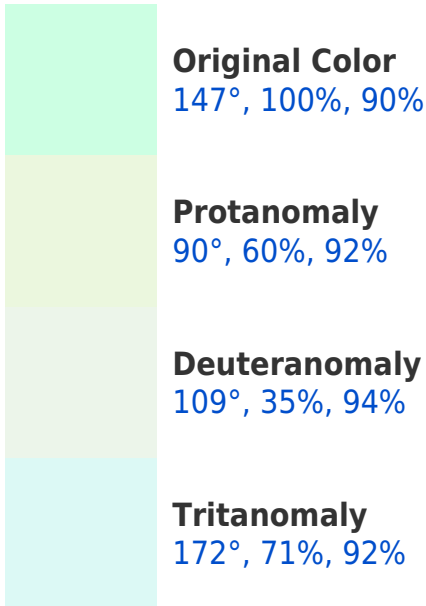 Original Color
147°, 100%, 90%
Protanomaly
90°, 60%, 92%
Deuteranomaly
109°, 35%, 94%
Tritanomaly
172°, 71%, 92%